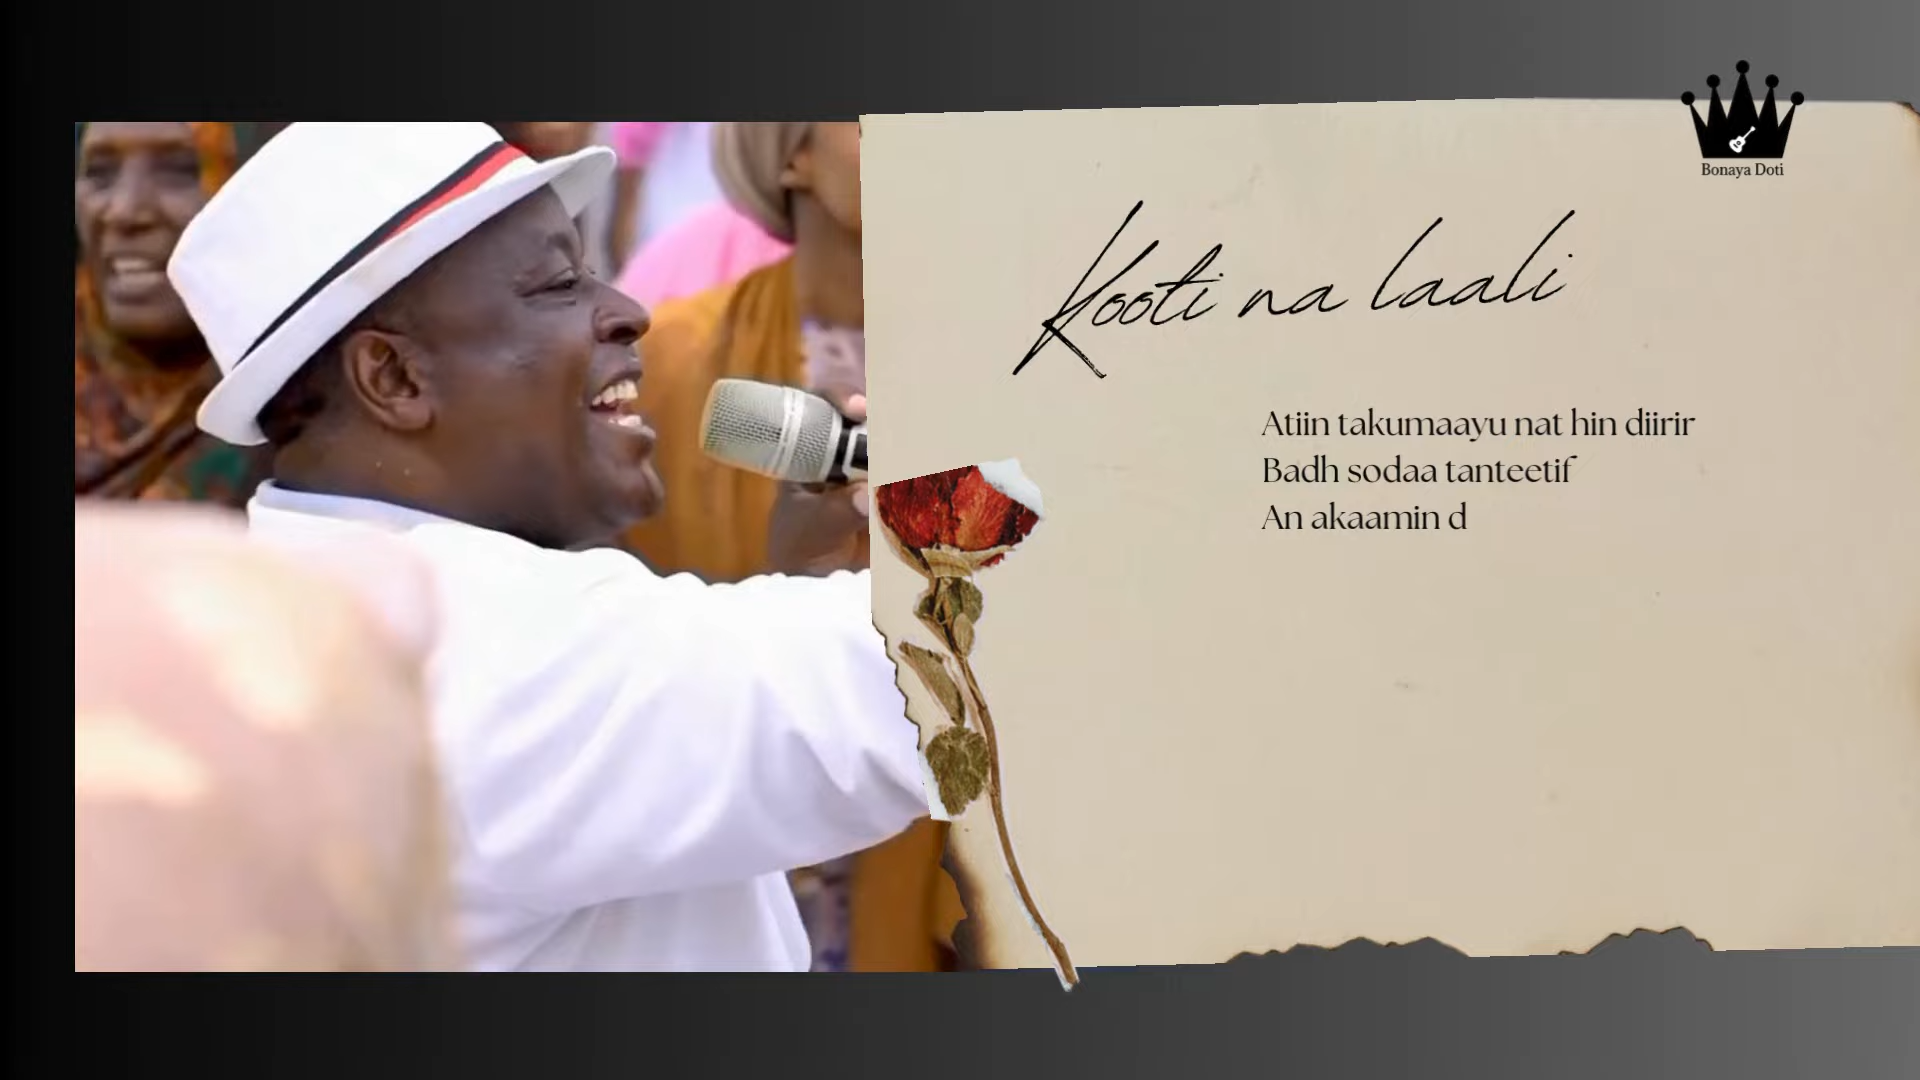 Bonaya Doti
Kooti na laali
Atiin takumaayu nat hin diirir
Badh sodaa tanteetif
An akaamin d